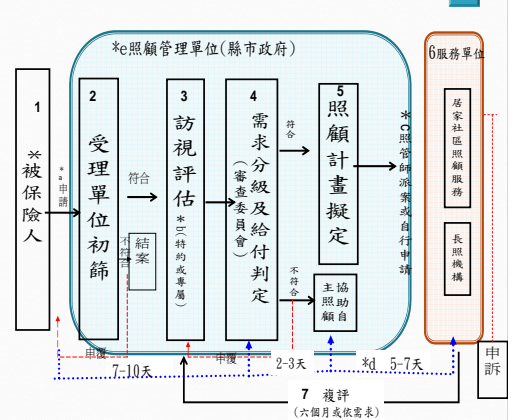 *e照顧管理單位(縣市政府)
6服務單位
1
*被保險人
*a申請
2
受理單位初篩
符合
不符合
結案
3
訪視評估*b(特約或專屬)
4
需求分級及給付判定
(審查委員會)
符合
不符合
5
照顧計畫擬定
協助自
主照顧
*c照管師派案或自行申請
居家社區照顧服務
長照機構
申訴
申覆
申覆
7-10天
2-3天
*d 5-7天
7 複評
(六個月或依需求)